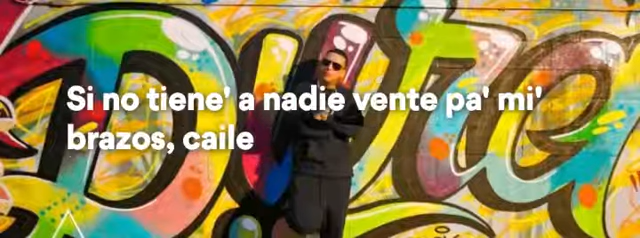 Si no tiene' a nadie vente pa' mi'
brazos, caile